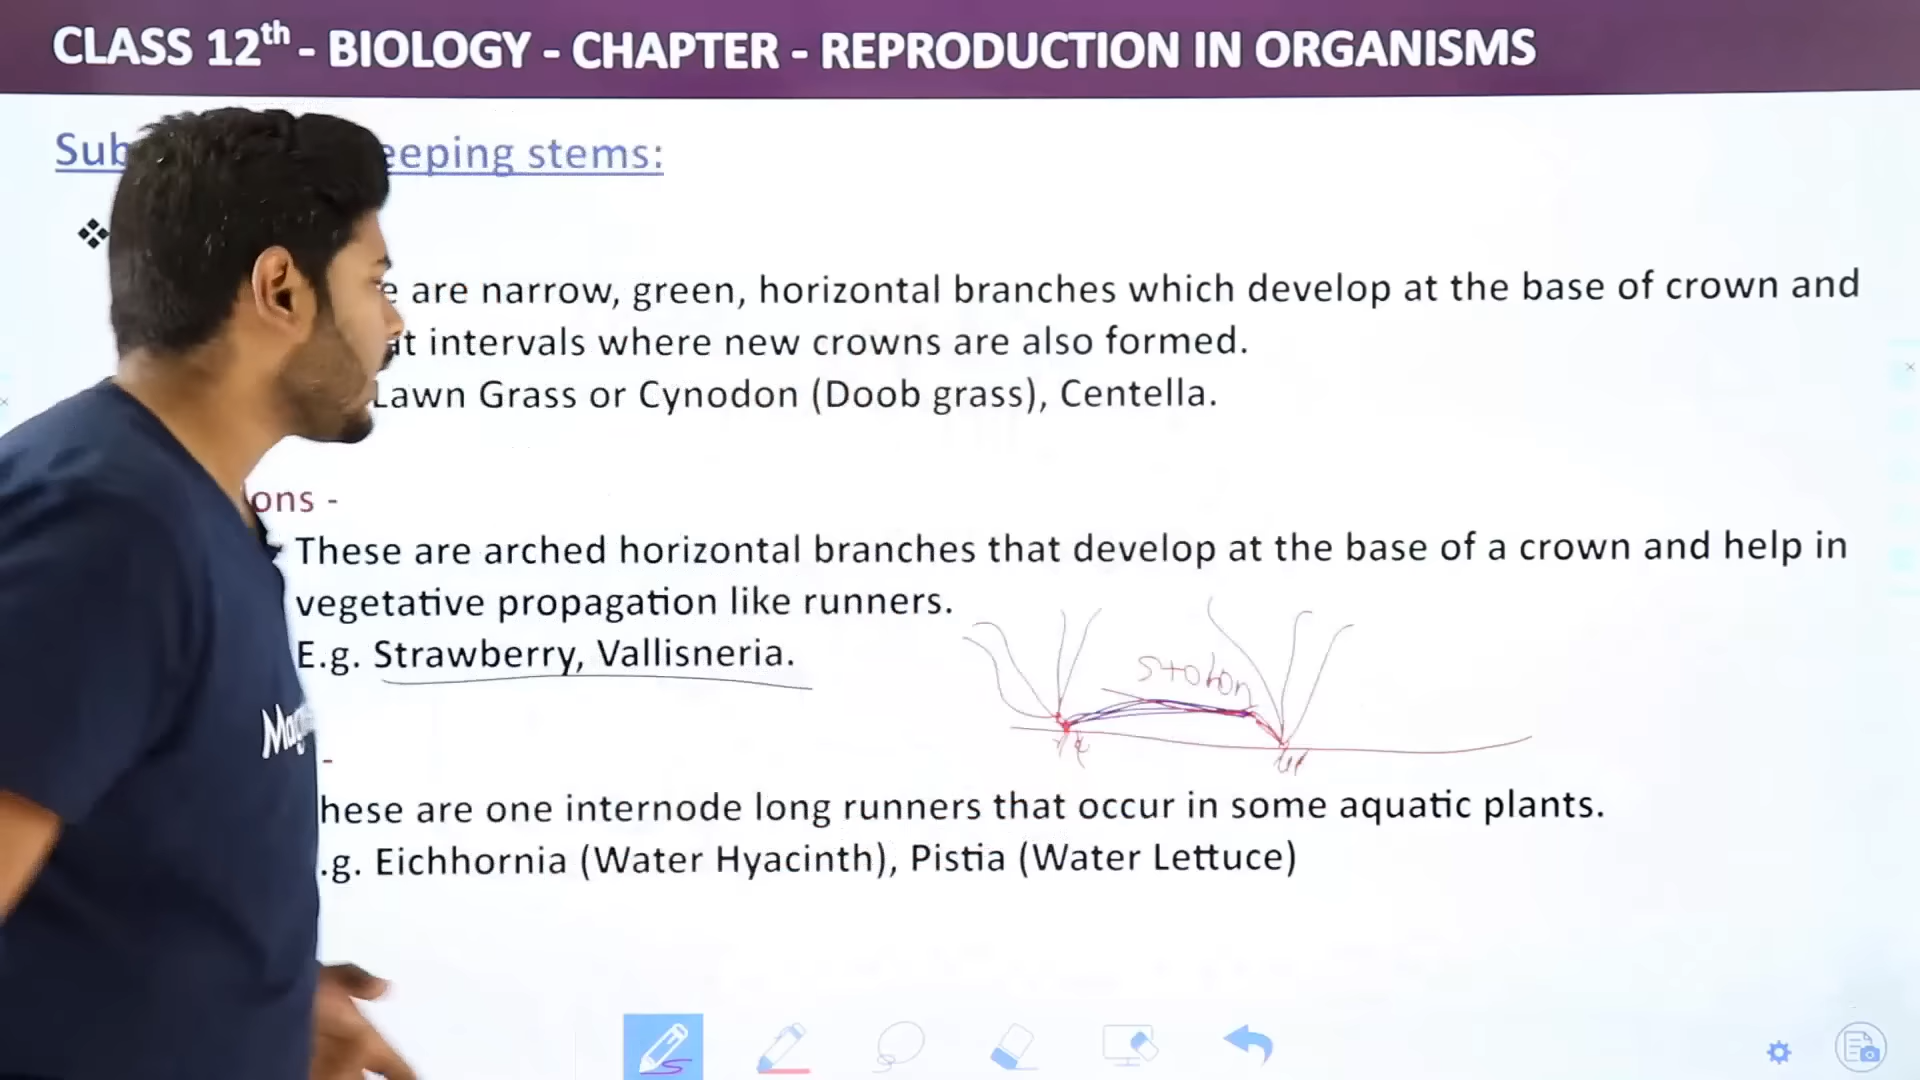 CLASS 12th - BIOLOGY - CHAPTER - REPRODUCTION IN ORGANISMS
Sub eeping stems:
e are narrow, green, horizontal branches which develop at the base of crown and
at intervals where new crowns are also formed.
Lawn Grass or Cynodon (Doob grass), Centella.
ons -
These are arched horizontal branches that develop at the base of a crown and help in
vegetative propagation like runners.
E.g. Strawberry, Vallisneria.
stolon
-
hese are one internode long runners that occur in some aquatic plants.
.g. Eichhornia (Water Hyacinth), Pistia (Water Lettuce)